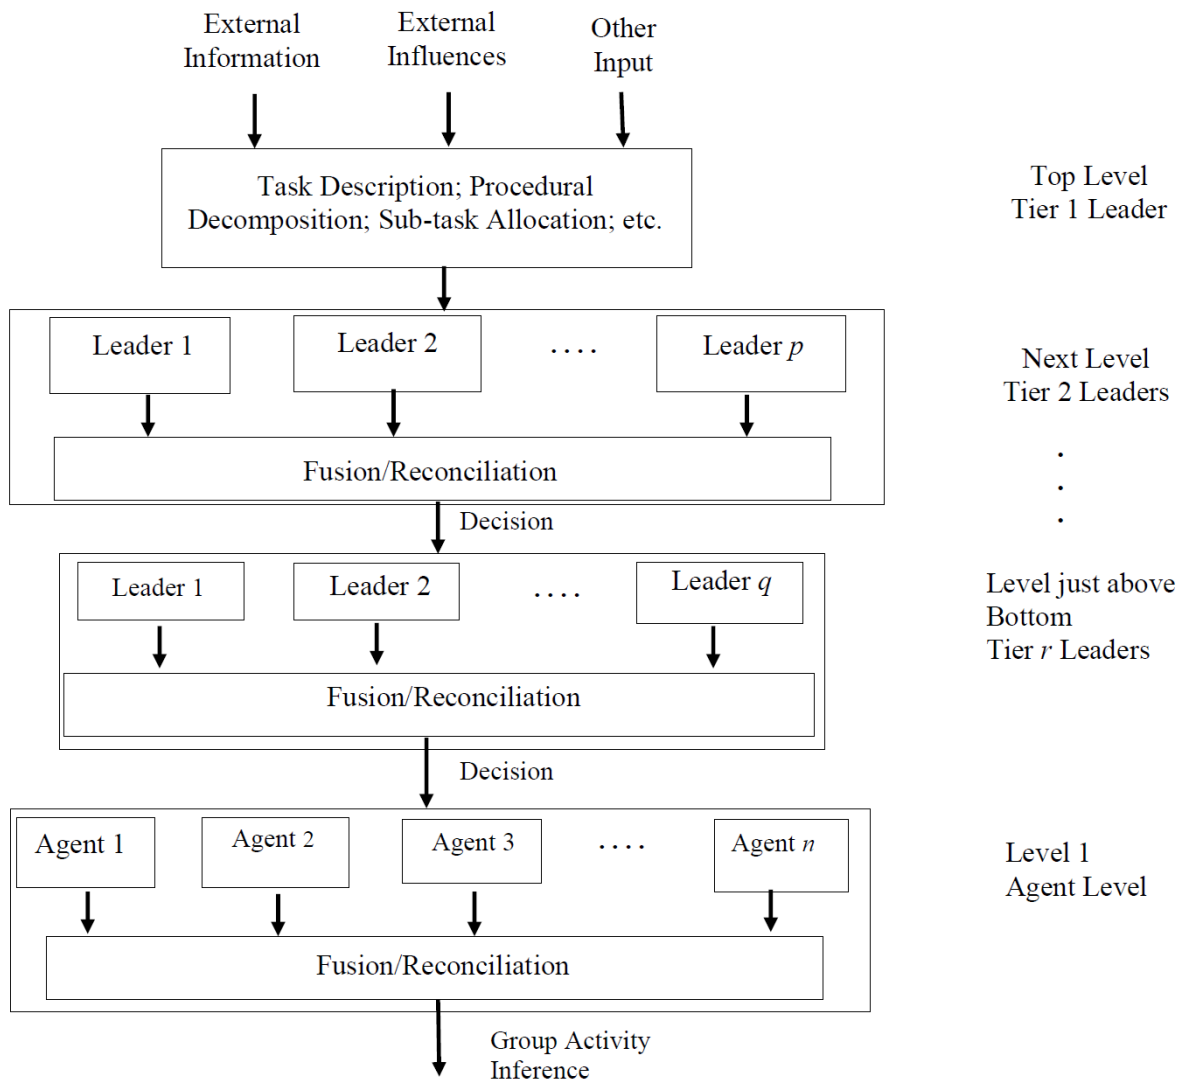 External
Information
External
Influences
Other
Input
Task Description; Procedural
Decomposition; Sub-task Allocation; etc.
Top Level
Tier 1 Leader
Leader 1
Leader 2
....
Leader p
Next Level
Tier 2 Leaders
.
.
.
Fusion/Reconciliation
Decision
Leader 1
Leader 2
....
Leader q
Level just above
Bottom
Tier r Leaders
Fusion/Reconciliation
Decision
Agent 1
Agent 2
Agent 3
....
Agent n
Level 1
Agent Level
Fusion/Reconciliation
Group Activity
Inference